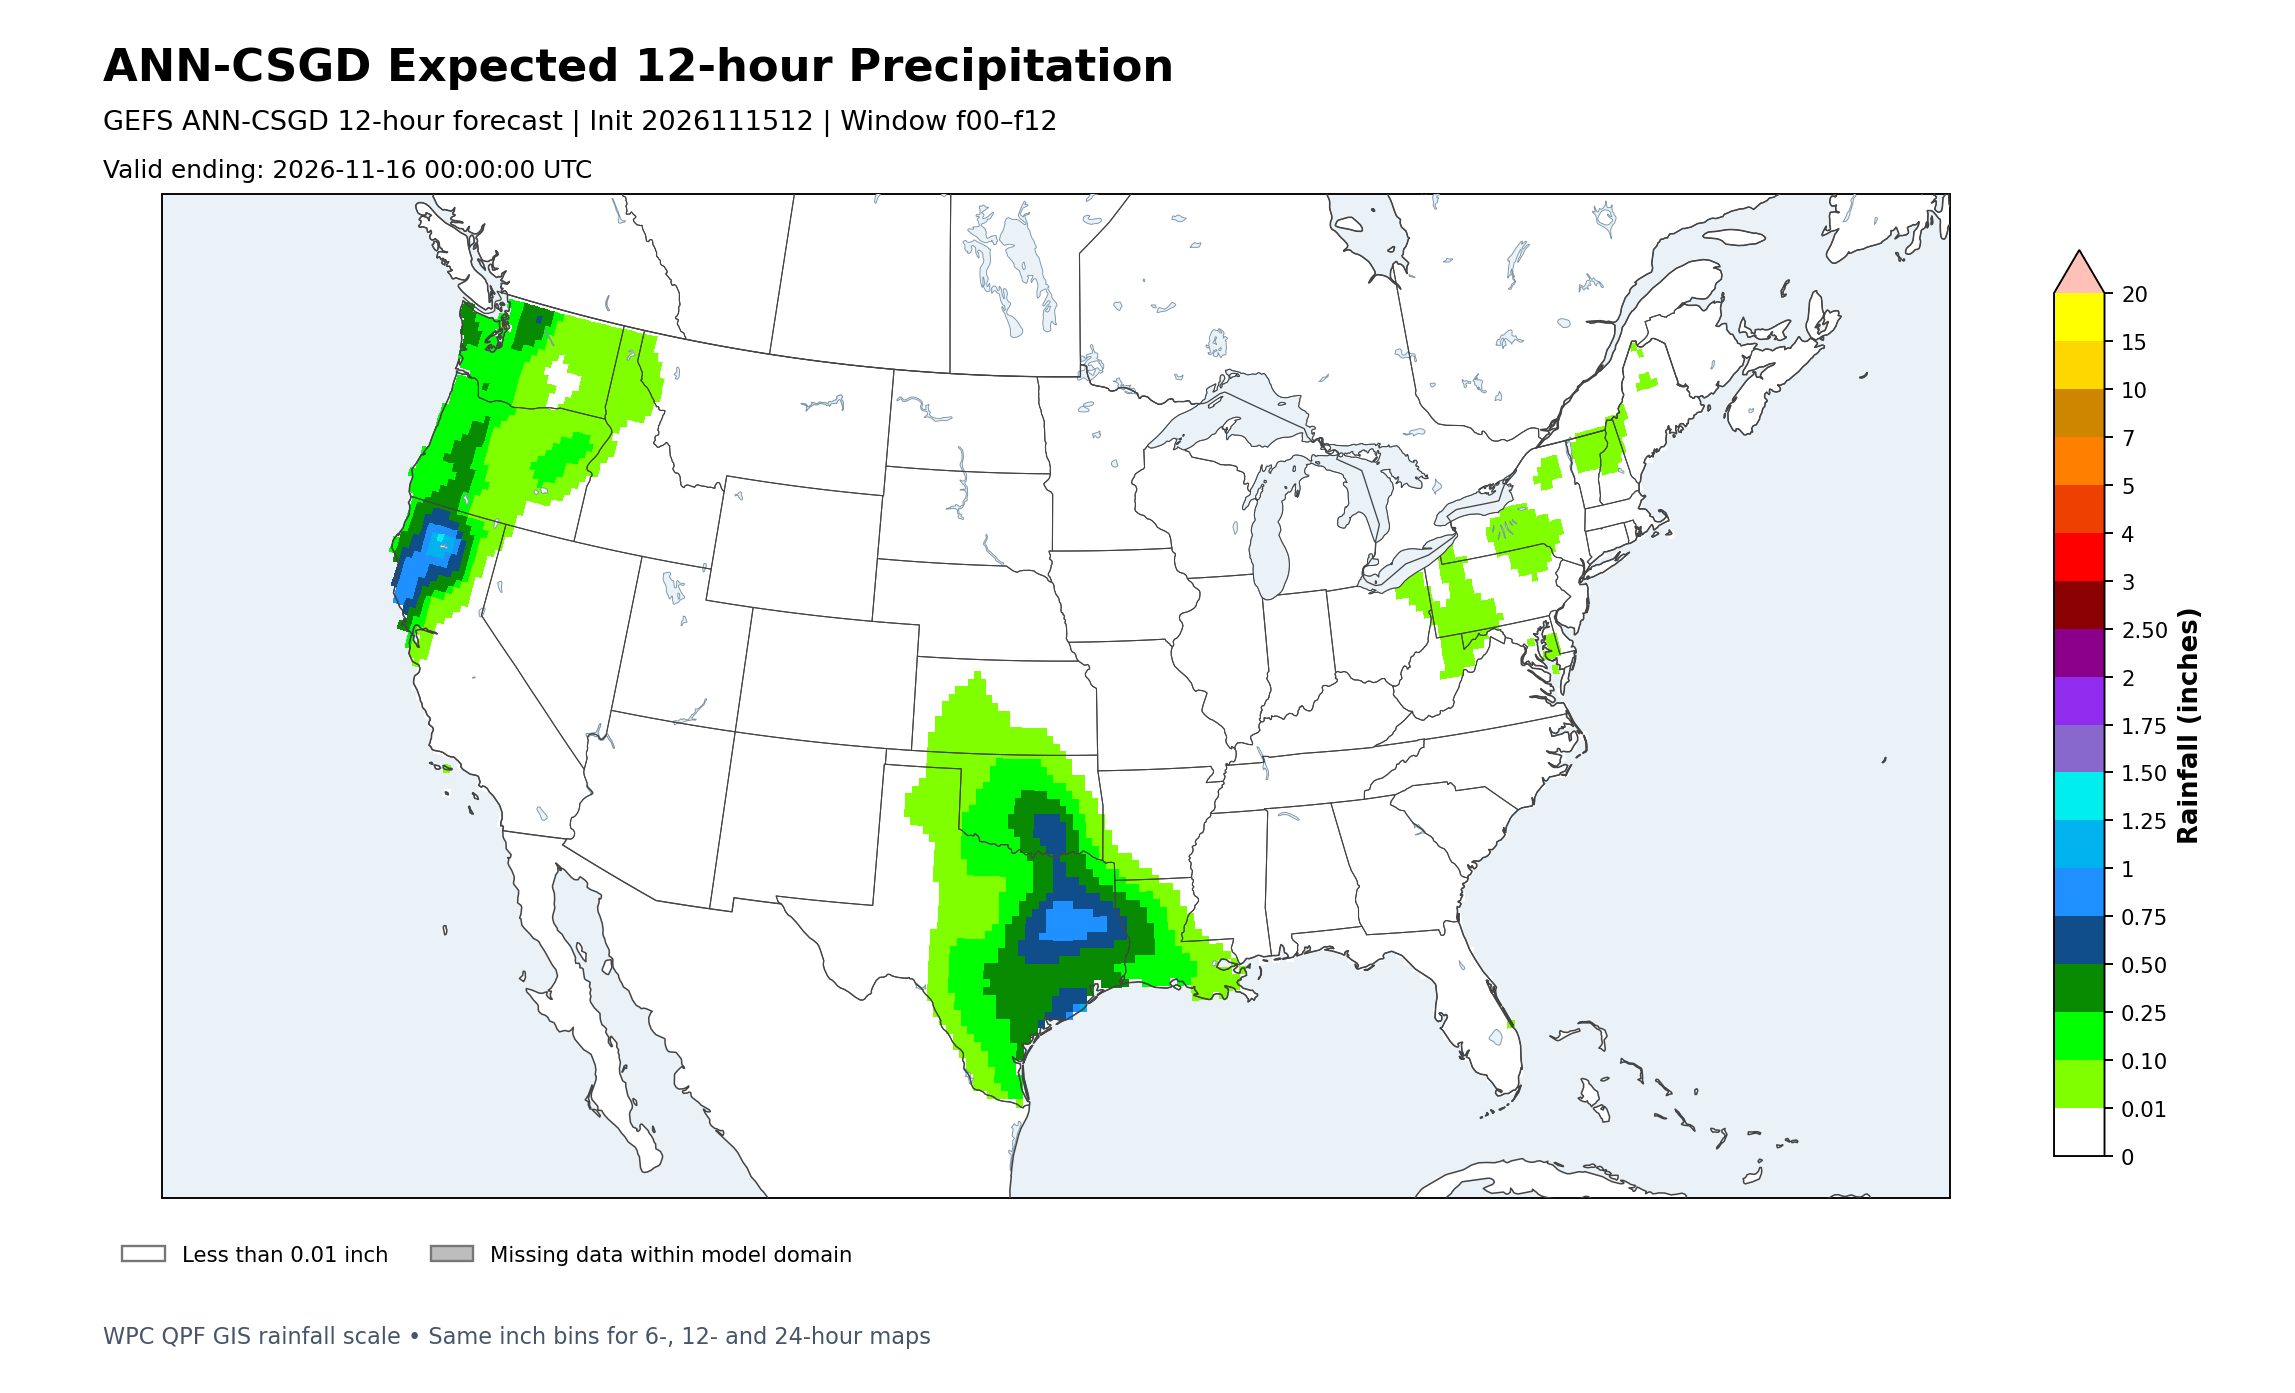 ANN-CSGD Expected 12-hour Precipitation
GEFS ANN-CSGD 12-hour forecast | Init 2026111512 | Window f00–f12
Valid ending: 2026-11-16 00:00:00 UTC
20
15
10
7
5
4
3
2.50
2
1.75
1.50
1.25
1
0.75
0.50
0.25
0.10
0.01
0
Rainfall (inches)
Less than 0.01 inch
Missing data within model domain
WPC QPF GIS rainfall scale • Same inch bins for 6-, 12- and 24-hour maps